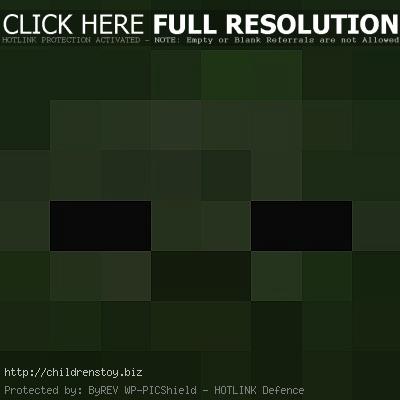 CLICK HERE FULL RESOLUTION
HOTLINK PROTECTION ACTIVATED - NOTE: Empty or Blank Referrals are not Allowed
http://childrenstoy.biz
Protected by: ByREV WP-PICShield - HOTLINK Defence